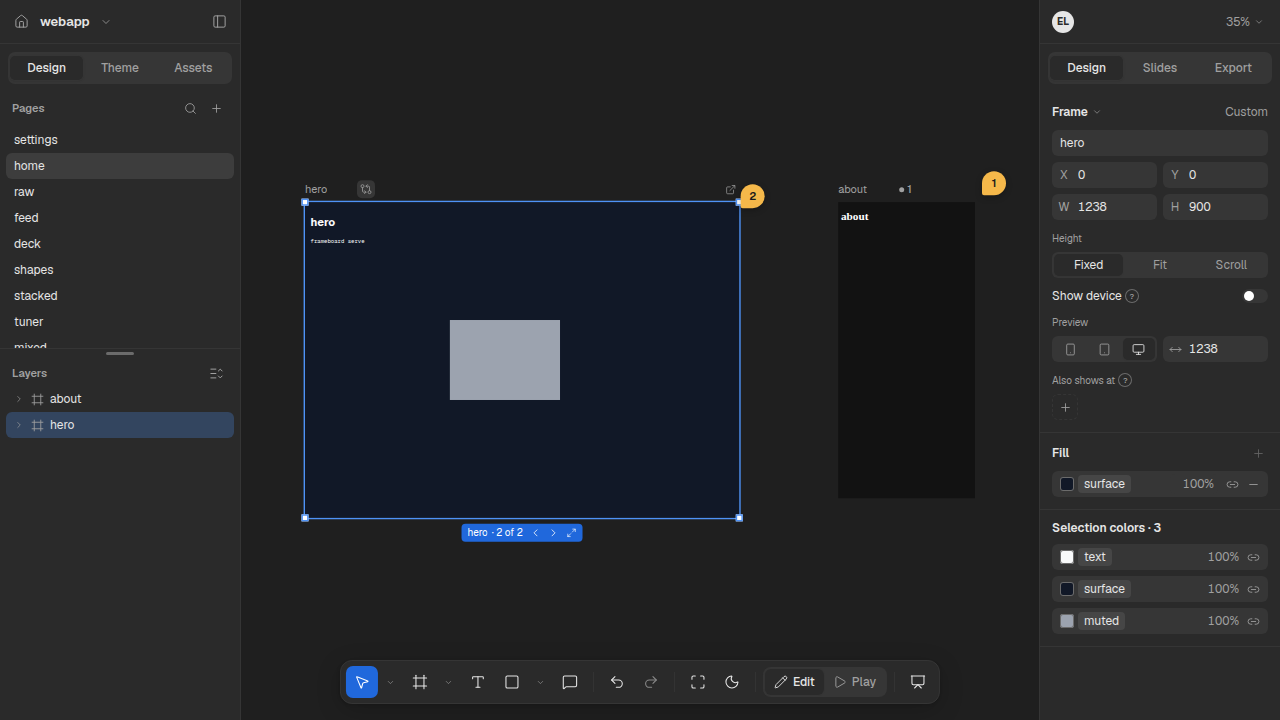 webapp
Design Theme Assets
Pages
settings
home
raw
feed
deck
shapes
stacked
tuner
mixed
Layers
about
hero
hero
2
about 1
1
hero
frameboard serve
about
hero · 2 of 2
Edit Play
EL 35%
Design Slides Export
Frame Custom
hero
X 0 Y 0
W 1238 H 900
Height
Fixed Fit Scroll
Show device ?
Preview
1238
Also shows at ?
Fill
surface 100%
Selection colors · 3
text 100%
surface 100%
muted 100%